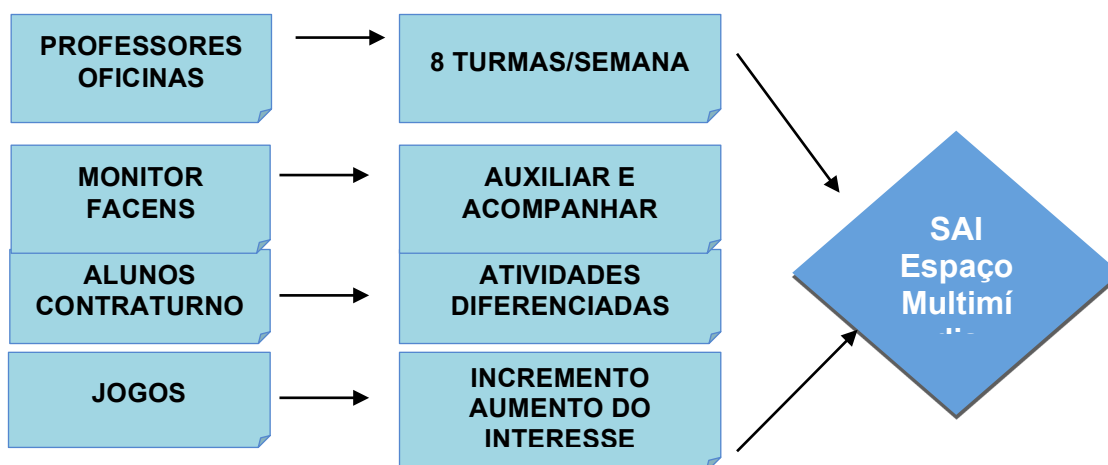 PROFESSORES
OFICINAS
8 TURMAS/SEMANA
MONITOR
FACENS
AUXILIAR E
ACOMPANHAR
ALUNOS
CONTRATURNO
ATIVIDADES
DIFERENCIADAS
JOGOS
INCREMENTO
AUMENTO DO
INTERESSE
SAI
Espaço
Multimí